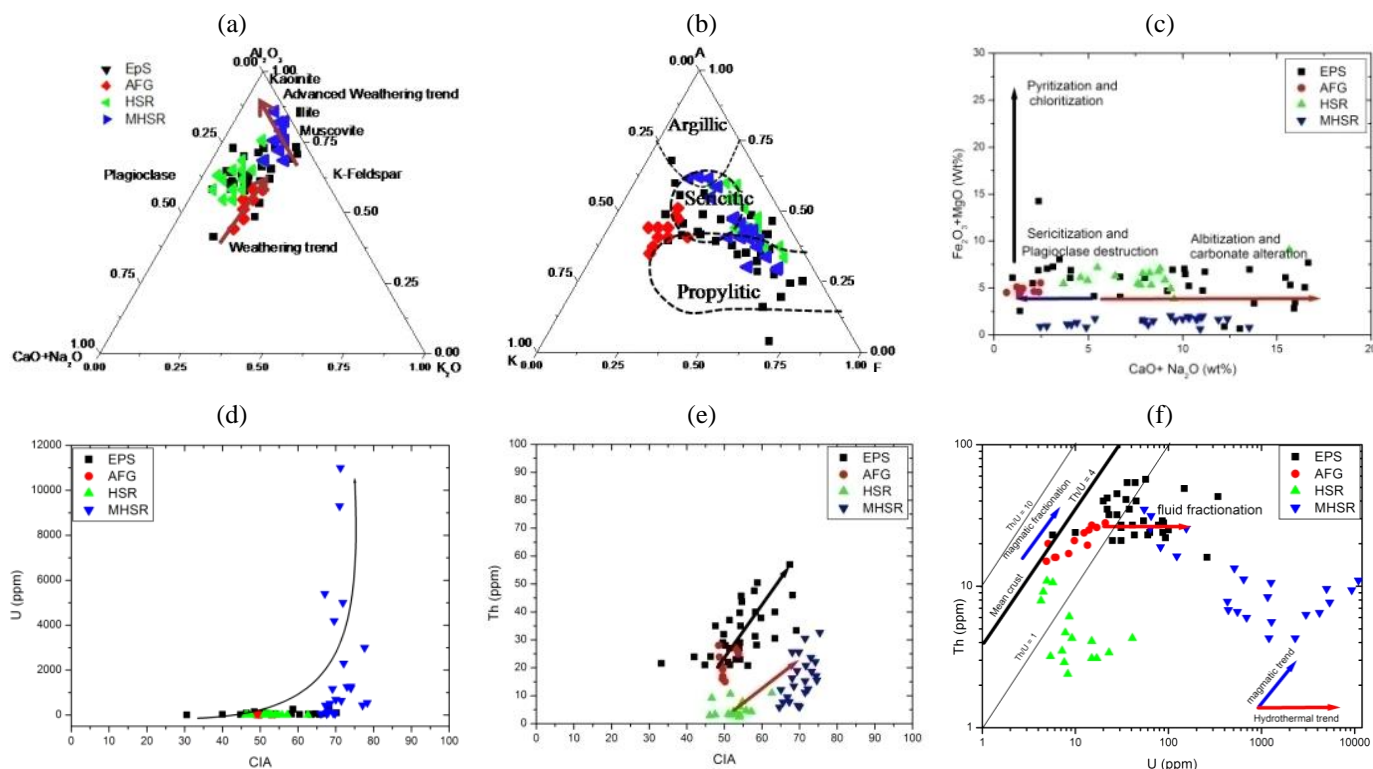 (a)
Al2O3
0.00 1.00
Kaoinite
EpS
AFG
HSR
MHSR
Advanced Weathering trend
Illite
Muscovite
0.25
0.75
Plagioclase
K-Feldspar
0.50
0.50
Weathering trend
0.75
0.25
1.00
0.00
CaO+Na2O
K2O
0.00 0.25 0.50 0.75 1.00
(b)
A
0.00
1.00
Argillic
0.25
0.75
Sericitic
0.50
0.50
Propylitic
0.75
0.25
1.00
0.00
K
F
0.00 0.25 0.50 0.75 1.00
(c)
30
25
20
15
10
5
0
Fe2O3+MgO (Wt%)
EPS
AFG
HSR
MHSR
Pyritization and
chloritization
Sericitization and
Plagioclase destruction
Albitization and
carbonate alteration
0 5 10 15 20
CaO+ Na2O (wt%)
(d)
12000
10000
8000
6000
4000
2000
0
U (ppm)
EPS
AFG
HSR
MHSR
0 10 20 30 40 50 60 70 80 90 100
CIA
(e)
100
90
80
70
60
50
40
30
20
10
0
Th (ppm)
EPS
AFG
HSR
MHSR
0 10 20 30 40 50 60 70 80 90 100
CIA
(f)
100
10
1
Th (ppm)
EPS
AFG
HSR
MHSR
Th/U = 10
magmatic fractionation
Th/U = 4
Mean crust
Th/U = 1
fluid fractionation
magmatic trend
Hydrothermal trend
1 10 100 1000 10000
U (ppm)